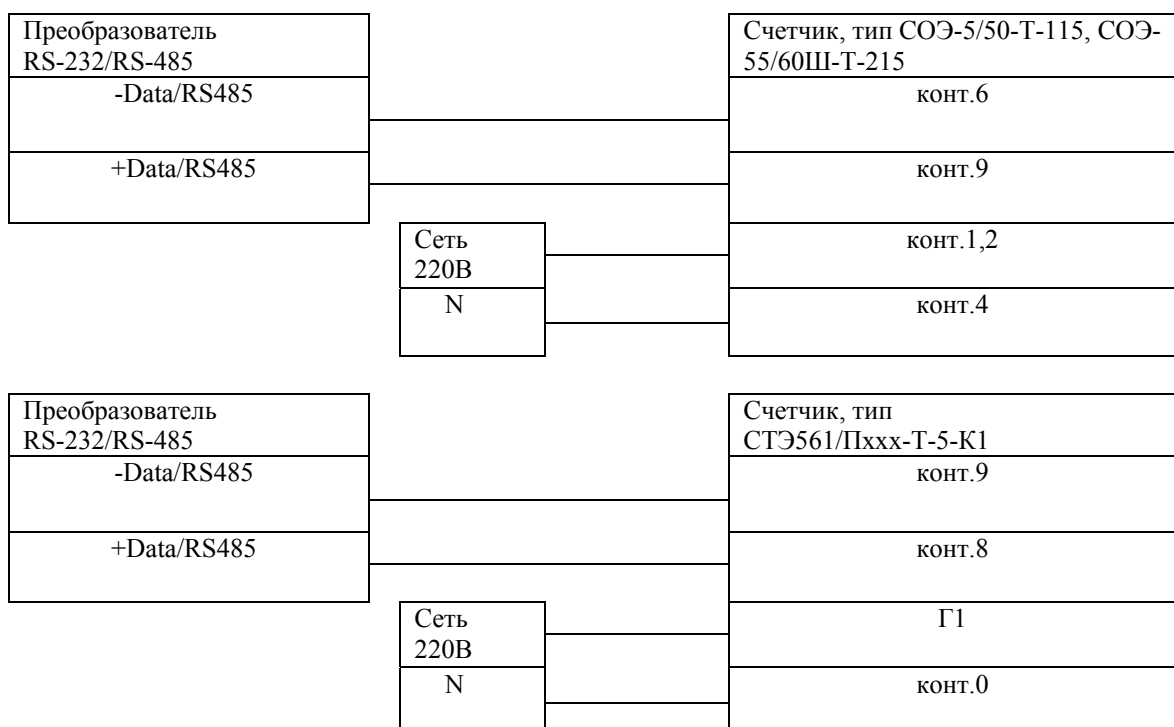 Преобразователь
RS-232/RS-485
-Data/RS485
+Data/RS485
Сеть
220В
N
Счетчик, тип СОЭ-5/50-Т-115, СОЭ-
55/60Ш-Т-215
конт.6
конт.9
конт.1,2
конт.4
Преобразователь
RS-232/RS-485
-Data/RS485
+Data/RS485
Сеть
220В
N
Счетчик, тип
СТЭ561/Пххх-Т-5-К1
конт.9
конт.8
Г1
конт.0